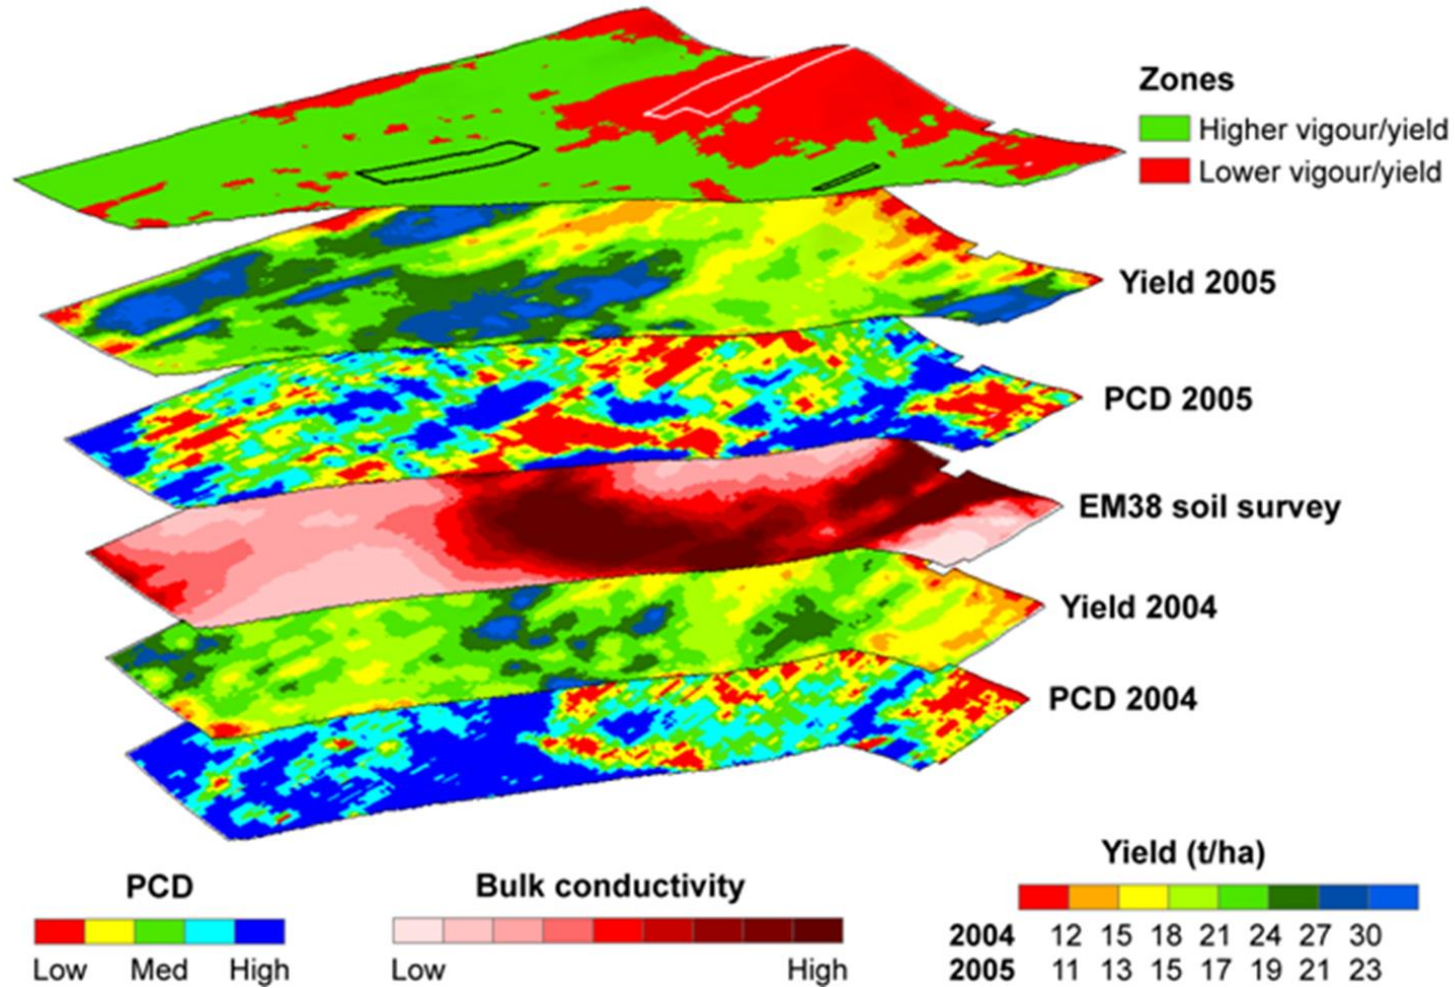 Zones
Higher vigour/yield
Lower vigour/yield
Yield 2005
PCD 2005
EM38 soil survey
Yield 2004
PCD 2004
PCD
Low Med High
Bulk conductivity
Low High
Yield (t/ha)
2004 12 15 18 21 24 27 30
2005 11 13 15 17 19 21 23